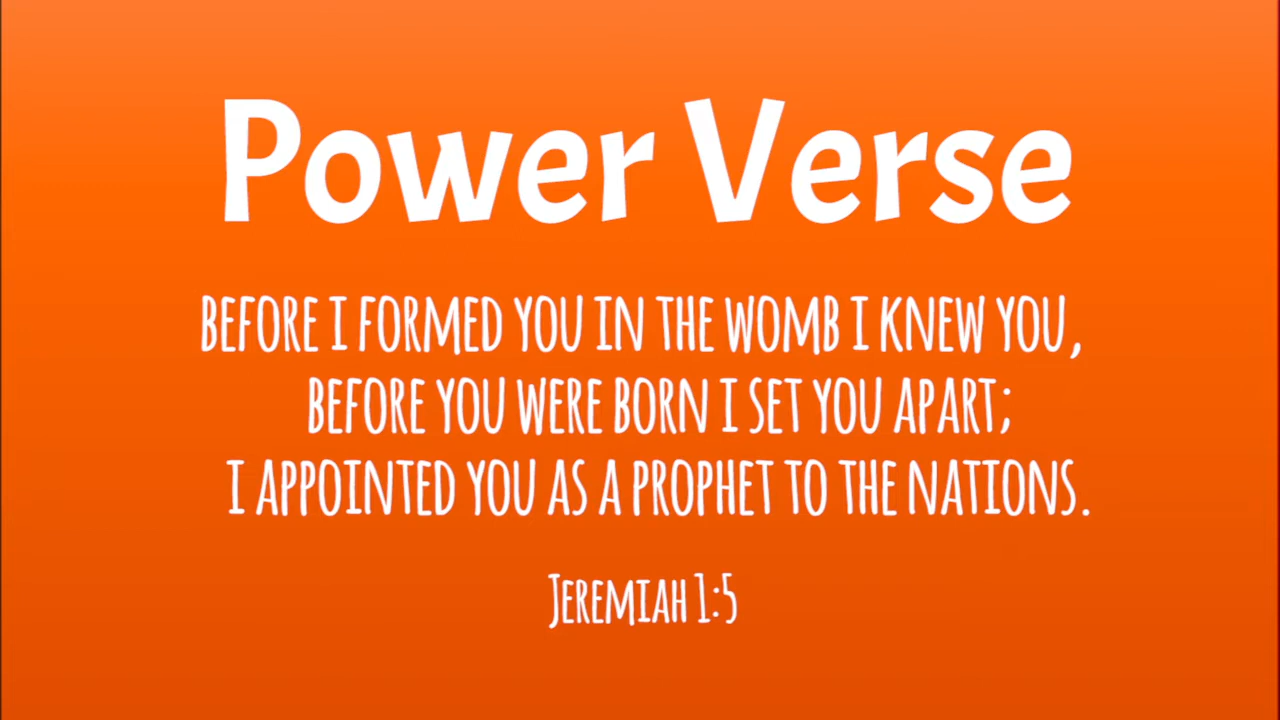 Power Verse
BEFORE I FORMED YOU IN THE WOMB I KNEW YOU,
BEFORE YOU WERE BORN I SET YOU APART;
I APPOINTED YOU AS A PROPHET TO THE NATIONS.
JEREMIAH 1:5